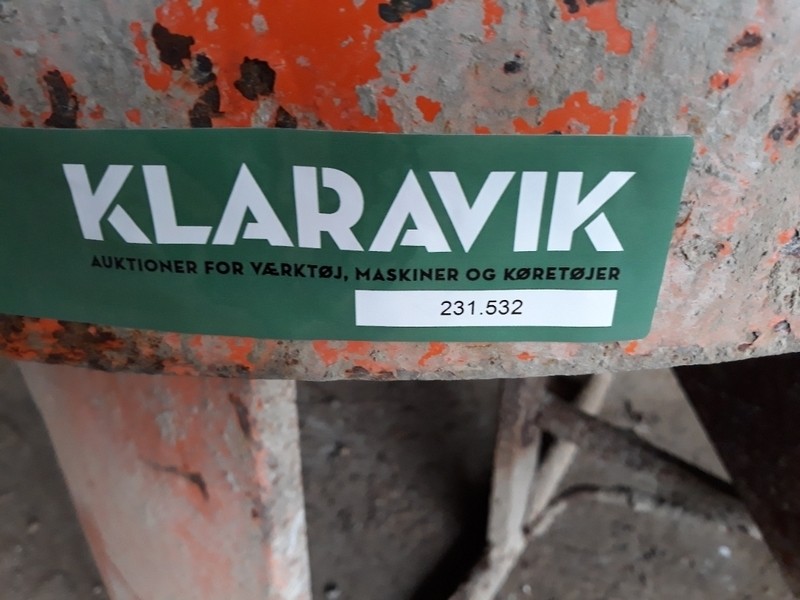 KLARAVIK
AUKTIONER FOR VÆRKTØJ, MASKINER OG KØRETØJER
231.532